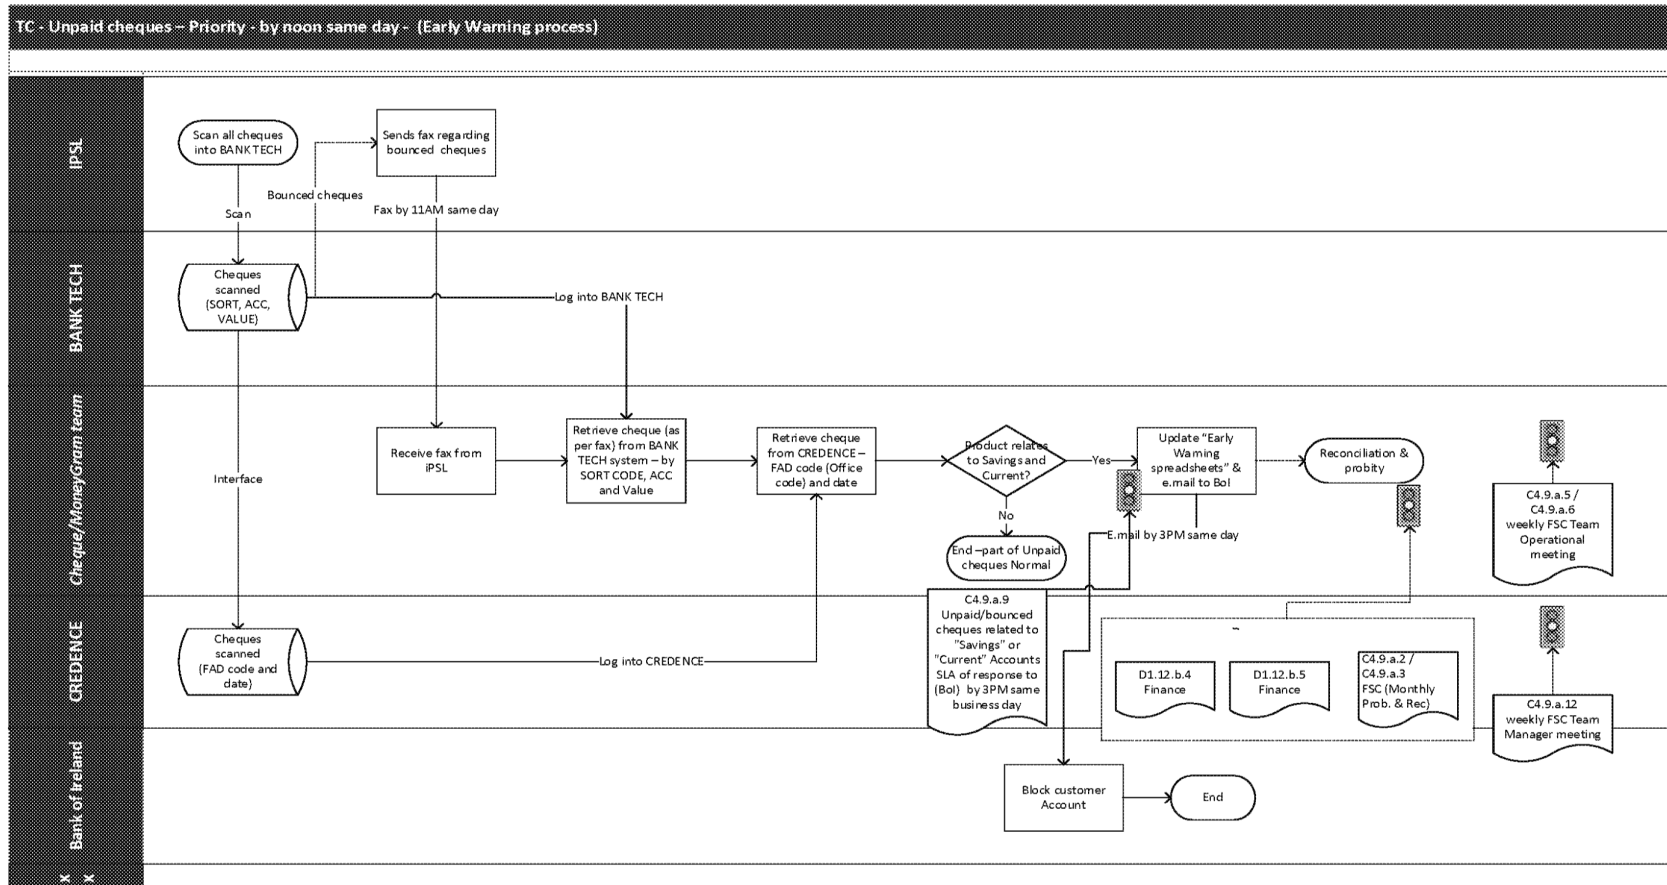 TC - Unpaid cheques – Priority - by noon same day - (Early Warning process)
IPSL
Scan all cheques
into BANK TECH
Sends fax regarding
bounced cheques
Bounced cheques
Scan
Fax by 11AM same day
BANK TECH
Cheques
scanned
(SORT, ACC,
VALUE)
Log into BANK TECH
Cheque/MoneyGram team
Interface
Receive fax from
iPSL
Retrieve cheque (as
per fax) from BANK
TECH system – by
SORT CODE, ACC
and Value
Retrieve cheque
from CREDENCE –
FAD code (Office
code) and date
Product relates
to Savings and
Current?
Yes
No
End –part of Unpaid
cheques Normal
Update "Early
Warning
spreadsheets" &
e.mail to BoI
E.mail by 3PM same day
Reconciliation &
probity
C4.9.a.5 /
C4.9.a.6
weekly FSC Team
Operational
meeting
CREDENCE
Cheques
scanned
(FAD code and
date)
Log into CREDENCE
C4.9.a.9
Unpaid/bounced
cheques related to
"Savings" or
"Current" Accounts
SLA of response to
(BoI) by 3PM same
business day
D1.12.b.4
Finance
D1.12.b.5
Finance
C4.9.a.2 /
C4.9.a.3
FSC (Monthly
Prob. & Rec)
C4.9.a.12
weekly FSC Team
Manager meeting
Bank of Ireland
Block customer
Account
End
x
x